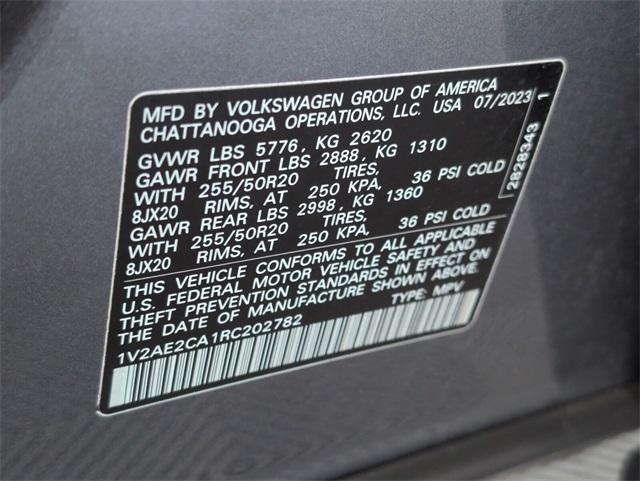 MFD BY VOLKSWAGEN GROUP OF AMERICA
CHATTANOOGA OPERATIONS, LLC. USA 07/2023
GVWR LBS 5776, KG 2620
GAWR FRONT LBS 2888, KG 1310
WITH 255/50R20 TIRES,
8JX20 RIMS, AT 250 KPA, 36 PSI COLD
GAWR REAR LBS 2998, KG 1360
WITH 255/50R20 TIRES,
8JX20 RIMS, AT 250 KPA, 36 PSI COLD
THIS VEHICLE CONFORMS TO ALL APPLICABLE
U.S. FEDERAL MOTOR VEHICLE SAFETY AND
THEFT PREVENTION STANDARDS IN EFFECT ON
THE DATE OF MANUFACTURE SHOWN ABOVE.
TYPE: MPV
1V2AE2CA1RC202782
2828343 1